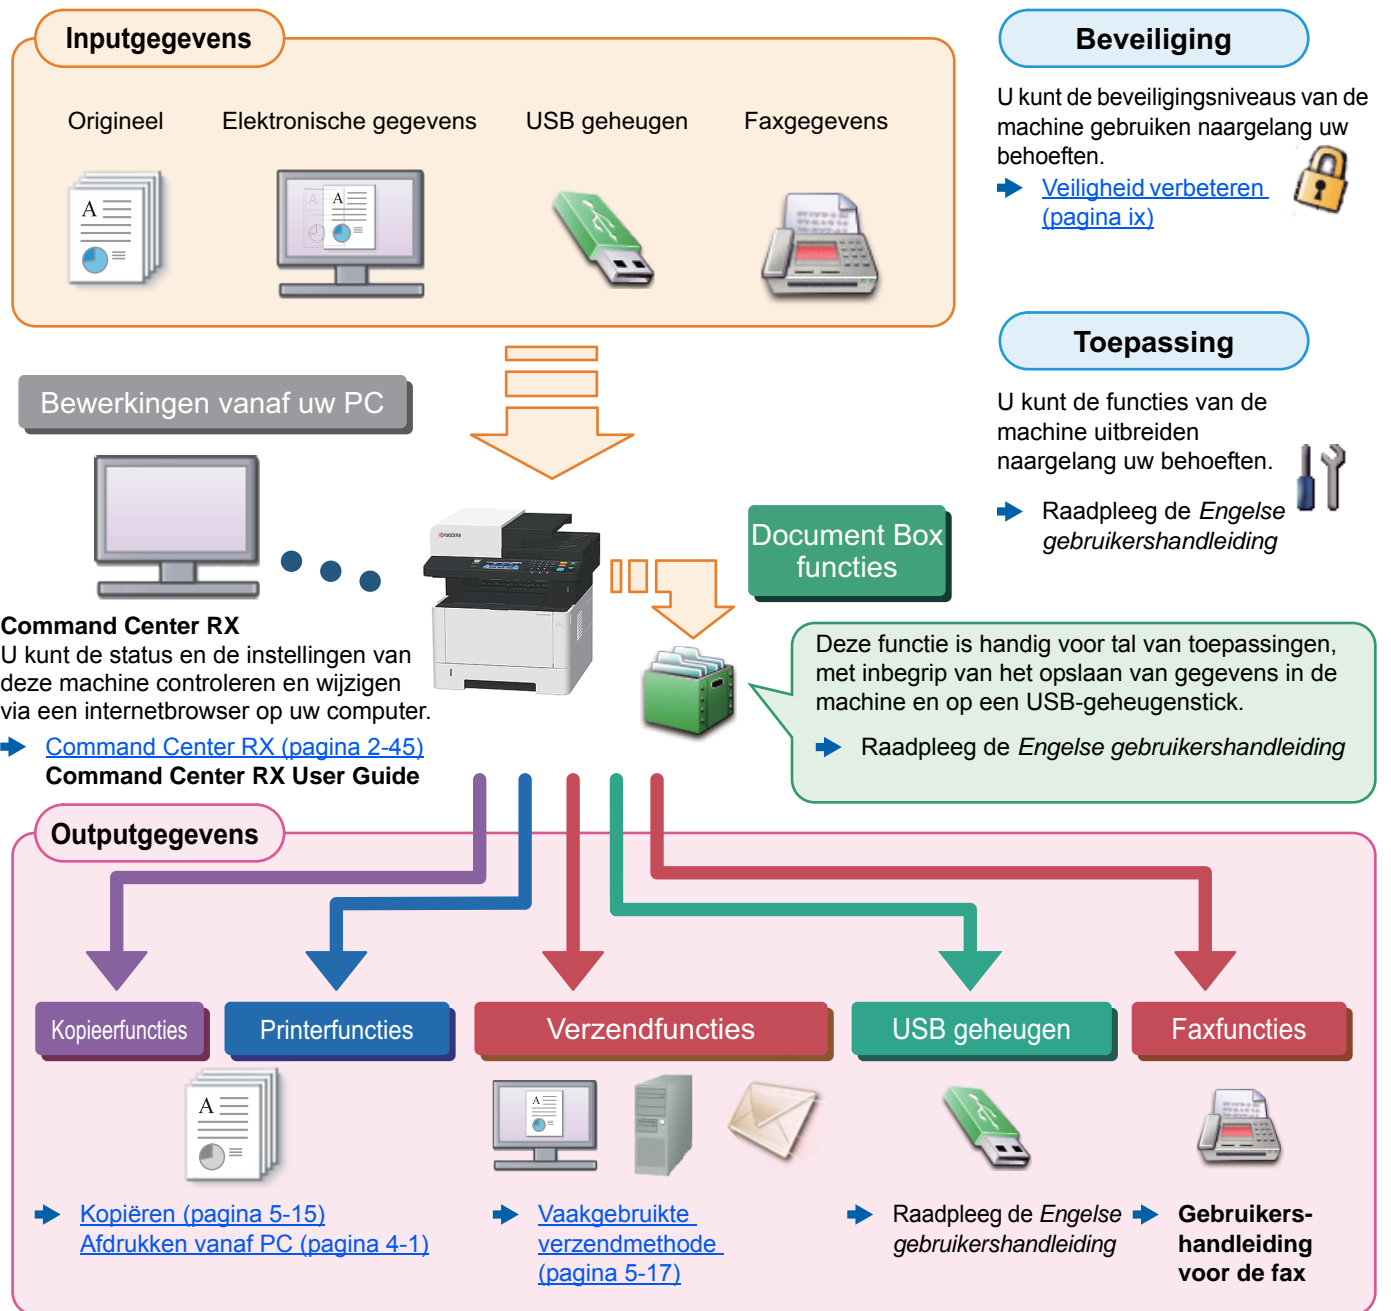 Inputgegevens
Origineel
Elektronische gegevens
USB geheugen
Faxgegevens
Beveiliging
U kunt de beveiligingsniveaus van de
machine gebruiken naargelang uw
behoeften.
Veiligheid verbeteren
(pagina ix)
Toepassing
U kunt de functies van de
machine uitbreiden
naargelang uw behoeften.
Raadpleeg de Engelse
gebruikershandleiding
Bewerkingen vanaf uw PC
Command Center RX
U kunt de status en de instellingen van
deze machine controleren en wijzigen
via een internetbrowser op uw computer.
Command Center RX (pagina 2-45)
Command Center RX User Guide
KYOCERA
Document Box
functies
Deze functie is handig voor tal van toepassingen,
met inbegrip van het opslaan van gegevens in de
machine en op een USB-geheugenstick.
Raadpleeg de Engelse gebruikershandleiding
Outputgegevens
Kopieerfuncties
Printerfuncties
Verzendfuncties
USB geheugen
Faxfuncties
Kopiëren (pagina 5-15)
Afdrukken vanaf PC (pagina 4-1)
Vaakgebruikte
verzendmethode
(pagina 5-17)
Raadpleeg de Engelse
gebruikershandleiding
Gebruikers-
handleiding
voor de fax